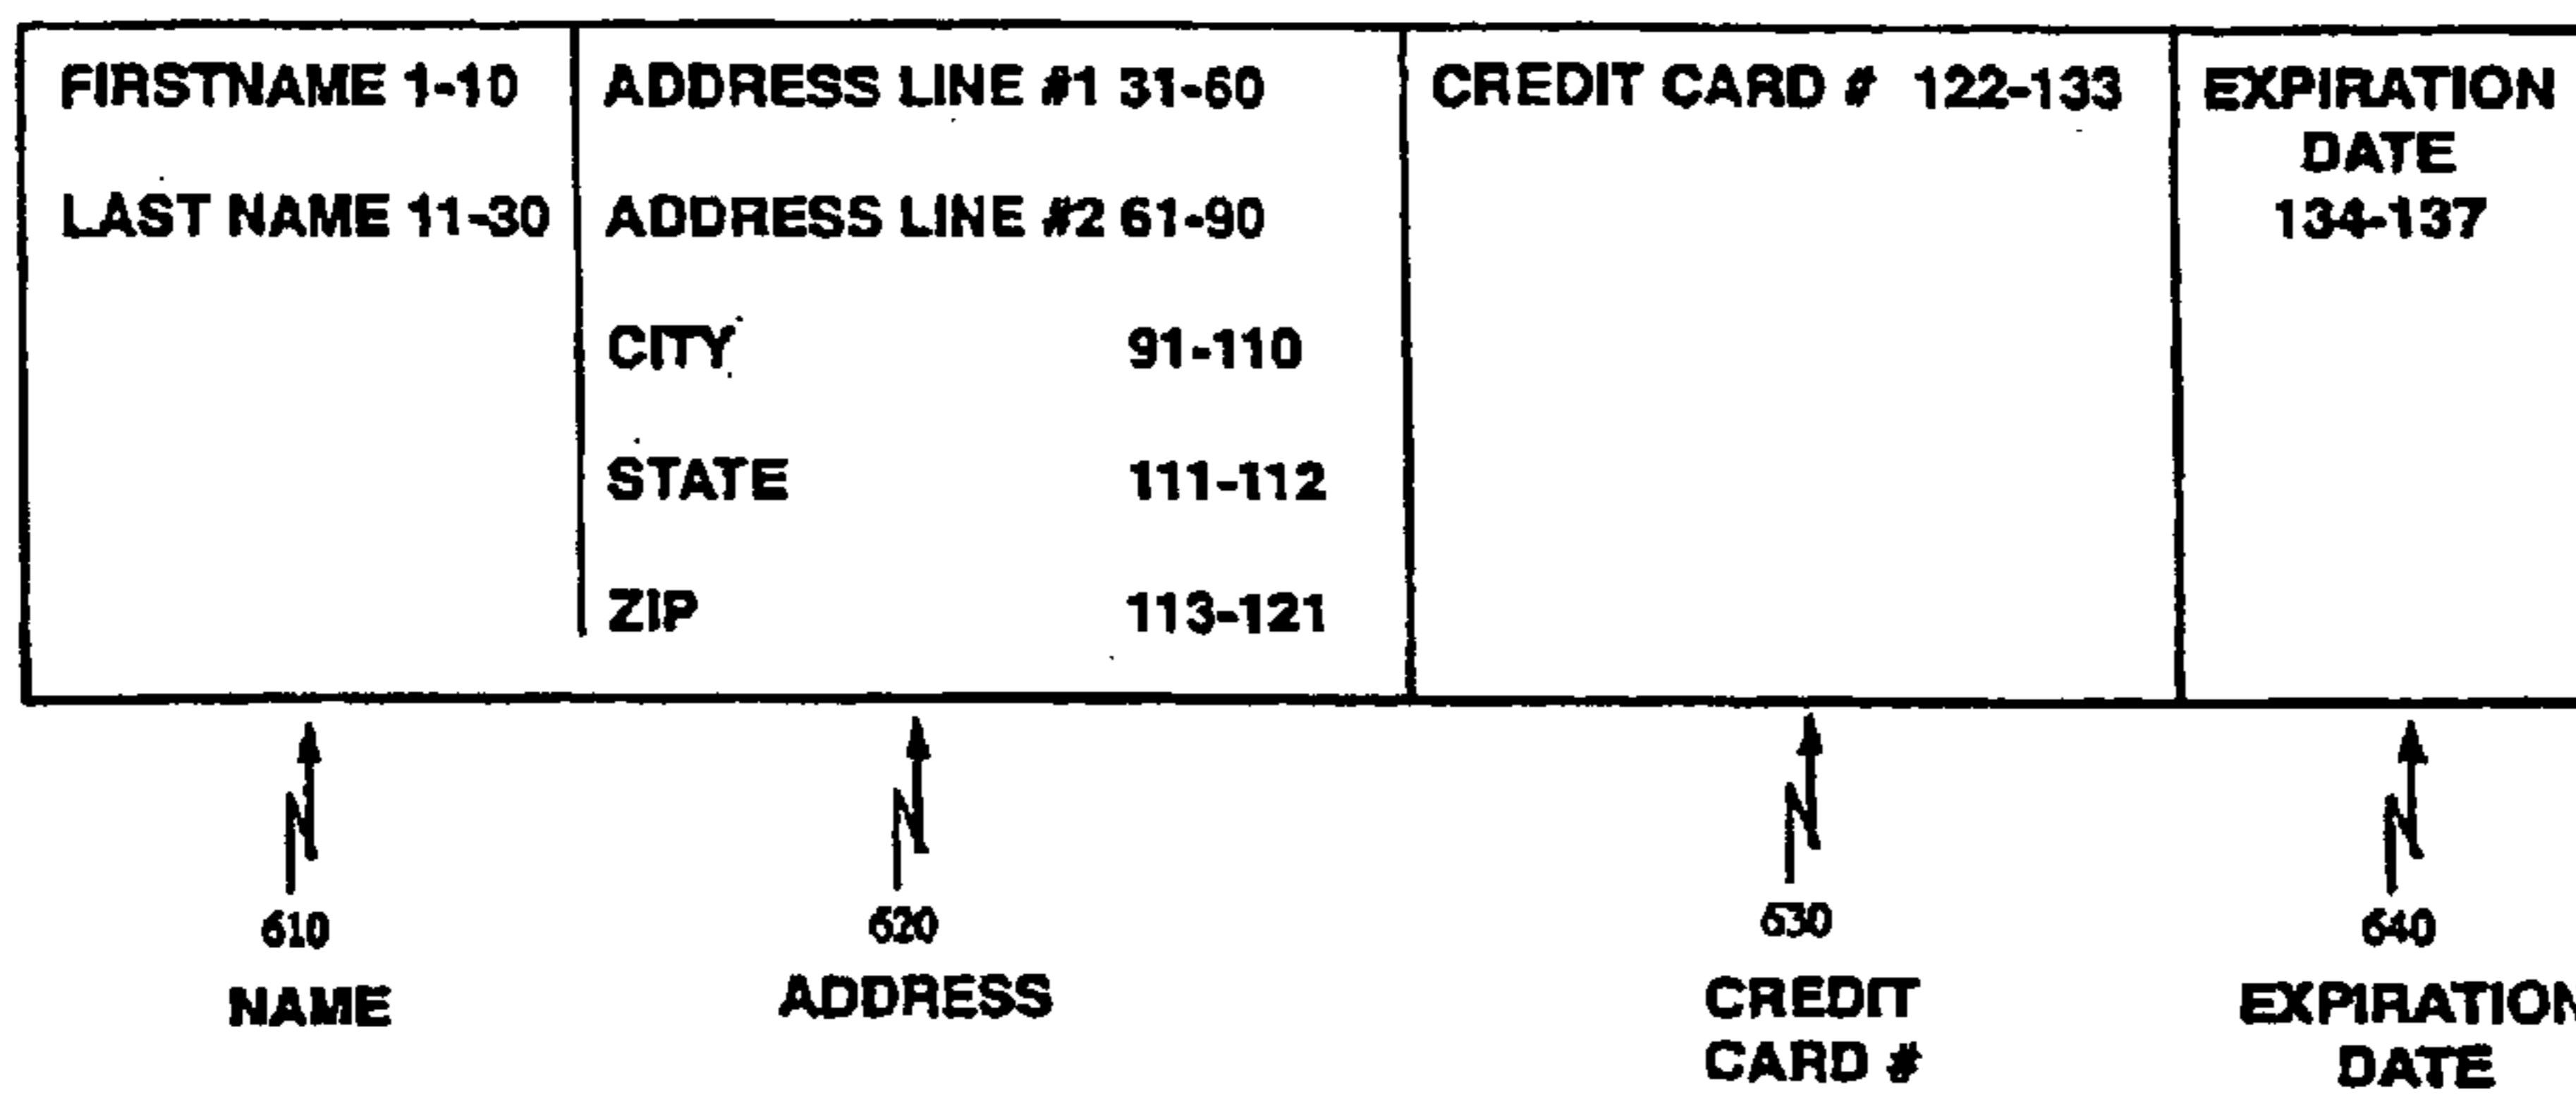 FIRSTNAME 1-10
LAST NAME 11-30
ADDRESS LINE #1 31-60
ADDRESS LINE #2 61-90
CITY 91-110
STATE 111-112
ZIP 113-121
CREDIT CARD # 122-133
EXPIRATION
DATE
134-137
610
NAME
620
ADDRESS
630
CREDIT
CARD #
640
EXPIRATION
DATE